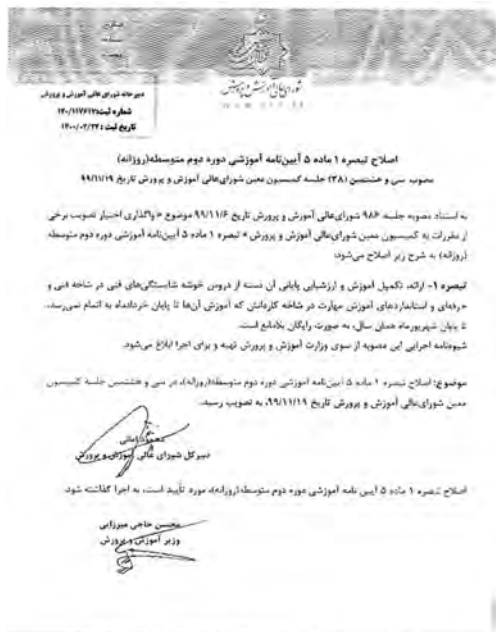 شورای عالی آموزش و پرورش
دبیرخانه شورای عالی آموزش و پرورش
شماره ثبت: ۱۲۰/۱۱۷۶۱۲
تاریخ ثبت: ۱۴۰۰/۰۲/۲۴
اصلاح تبصره ۱ ماده ۵ آیین‌نامه آموزشی دوره دوم متوسطه(روزانه)
مصوب سی و هشتمین (۳۸) جلسه کمیسیون معین شورای‌عالی آموزش و پرورش تاریخ ۹۹/۱۱/۱۹
به استناد مصوبه جلسه ۹۸۶ شورای‌عالی آموزش و پرورش تاریخ ۹۹/۱۱/۶ موضوع « واگذاری اختیار تصویب برخی
از مقررات به کمیسیون معین شورای‌عالی آموزش و پرورش » تبصره ۱ ماده ۵ آیین‌نامه آموزشی دوره دوم متوسطه
(روزانه) به شرح زیر اصلاح می‌شود:
تبصره ۱- ارائه، تکمیل آموزش و ارزشیابی پایانی آن دسته از دروس خوشه شایستگی‌های فنی در شاخه فنی و
حرفه‌ای و استانداردهای آموزش مهارت در شاخه کاردانش که آموزش آن‌ها تا پایان خردادماه به اتمام نمی‌رسد،
تا پایان شهریورماه همان سال، به صورت رایگان بلامانع است.
شیوه‌نامه اجرایی این مصوبه از سوی وزارت آموزش و پرورش تهیه و برای اجرا ابلاغ می‌شود.
موضوع: اصلاح تبصره ۱ ماده ۵ آیین‌نامه آموزشی دوره دوم متوسطه(روزانه)، در سی و هشتمین جلسه کمیسیون
معین شورای‌عالی آموزش و پرورش تاریخ ۹۹/۱۱/۱۹، به تصویب رسید.
دبیرکل شورای عالی آموزش و پرورش
اصلاح تبصره ۱ ماده ۵ آیین نامه آموزشی دوره دوم متوسطه(روزانه)، مورد تأیید است، به اجرا گذاشته شود.
محسن حاجی میرزایی
وزیر آموزش و پرورش